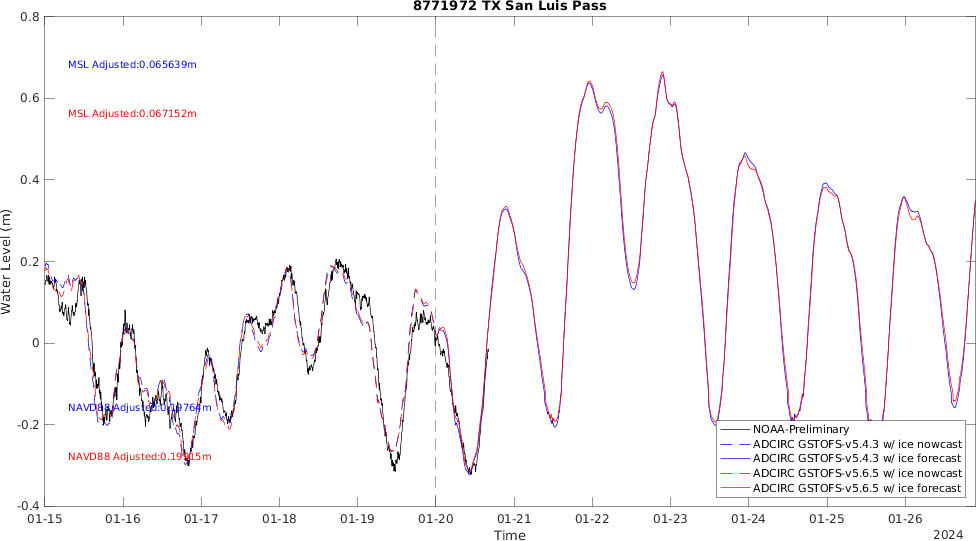 8771972 TX San Luis Pass
0.8
0.6
0.4
0.2
0
-0.2
-0.4
Water Level (m)
MSL Adjusted:0.065639m
MSL Adjusted:0.067152m
NAVD88 Adjusted:0.19764m
NAVD88 Adjusted:0.19915m
NOAA-Preliminary
ADCIRC GSTOFS-v5.4.3 w/ ice nowcast
ADCIRC GSTOFS-v5.4.3 w/ ice forecast
ADCIRC GSTOFS-v5.6.5 w/ ice nowcast
ADCIRC GSTOFS-v5.6.5 w/ ice forecast
01-15 01-16 01-17 01-18 01-19 01-20 01-21 01-22 01-23 01-24 01-25 01-26
Time
2024